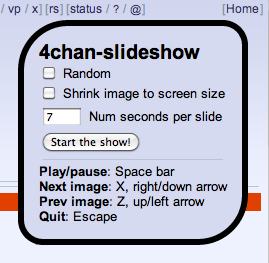 / vp / x] [rs] [status / ? / @] [Home]
4chan-slideshow
Random
Shrink image to screen size
7 Num seconds per slide
Start the show!
Play/pause: Space bar
Next image: X, right/down arrow
Prev image: Z, up/left arrow
Quit: Escape